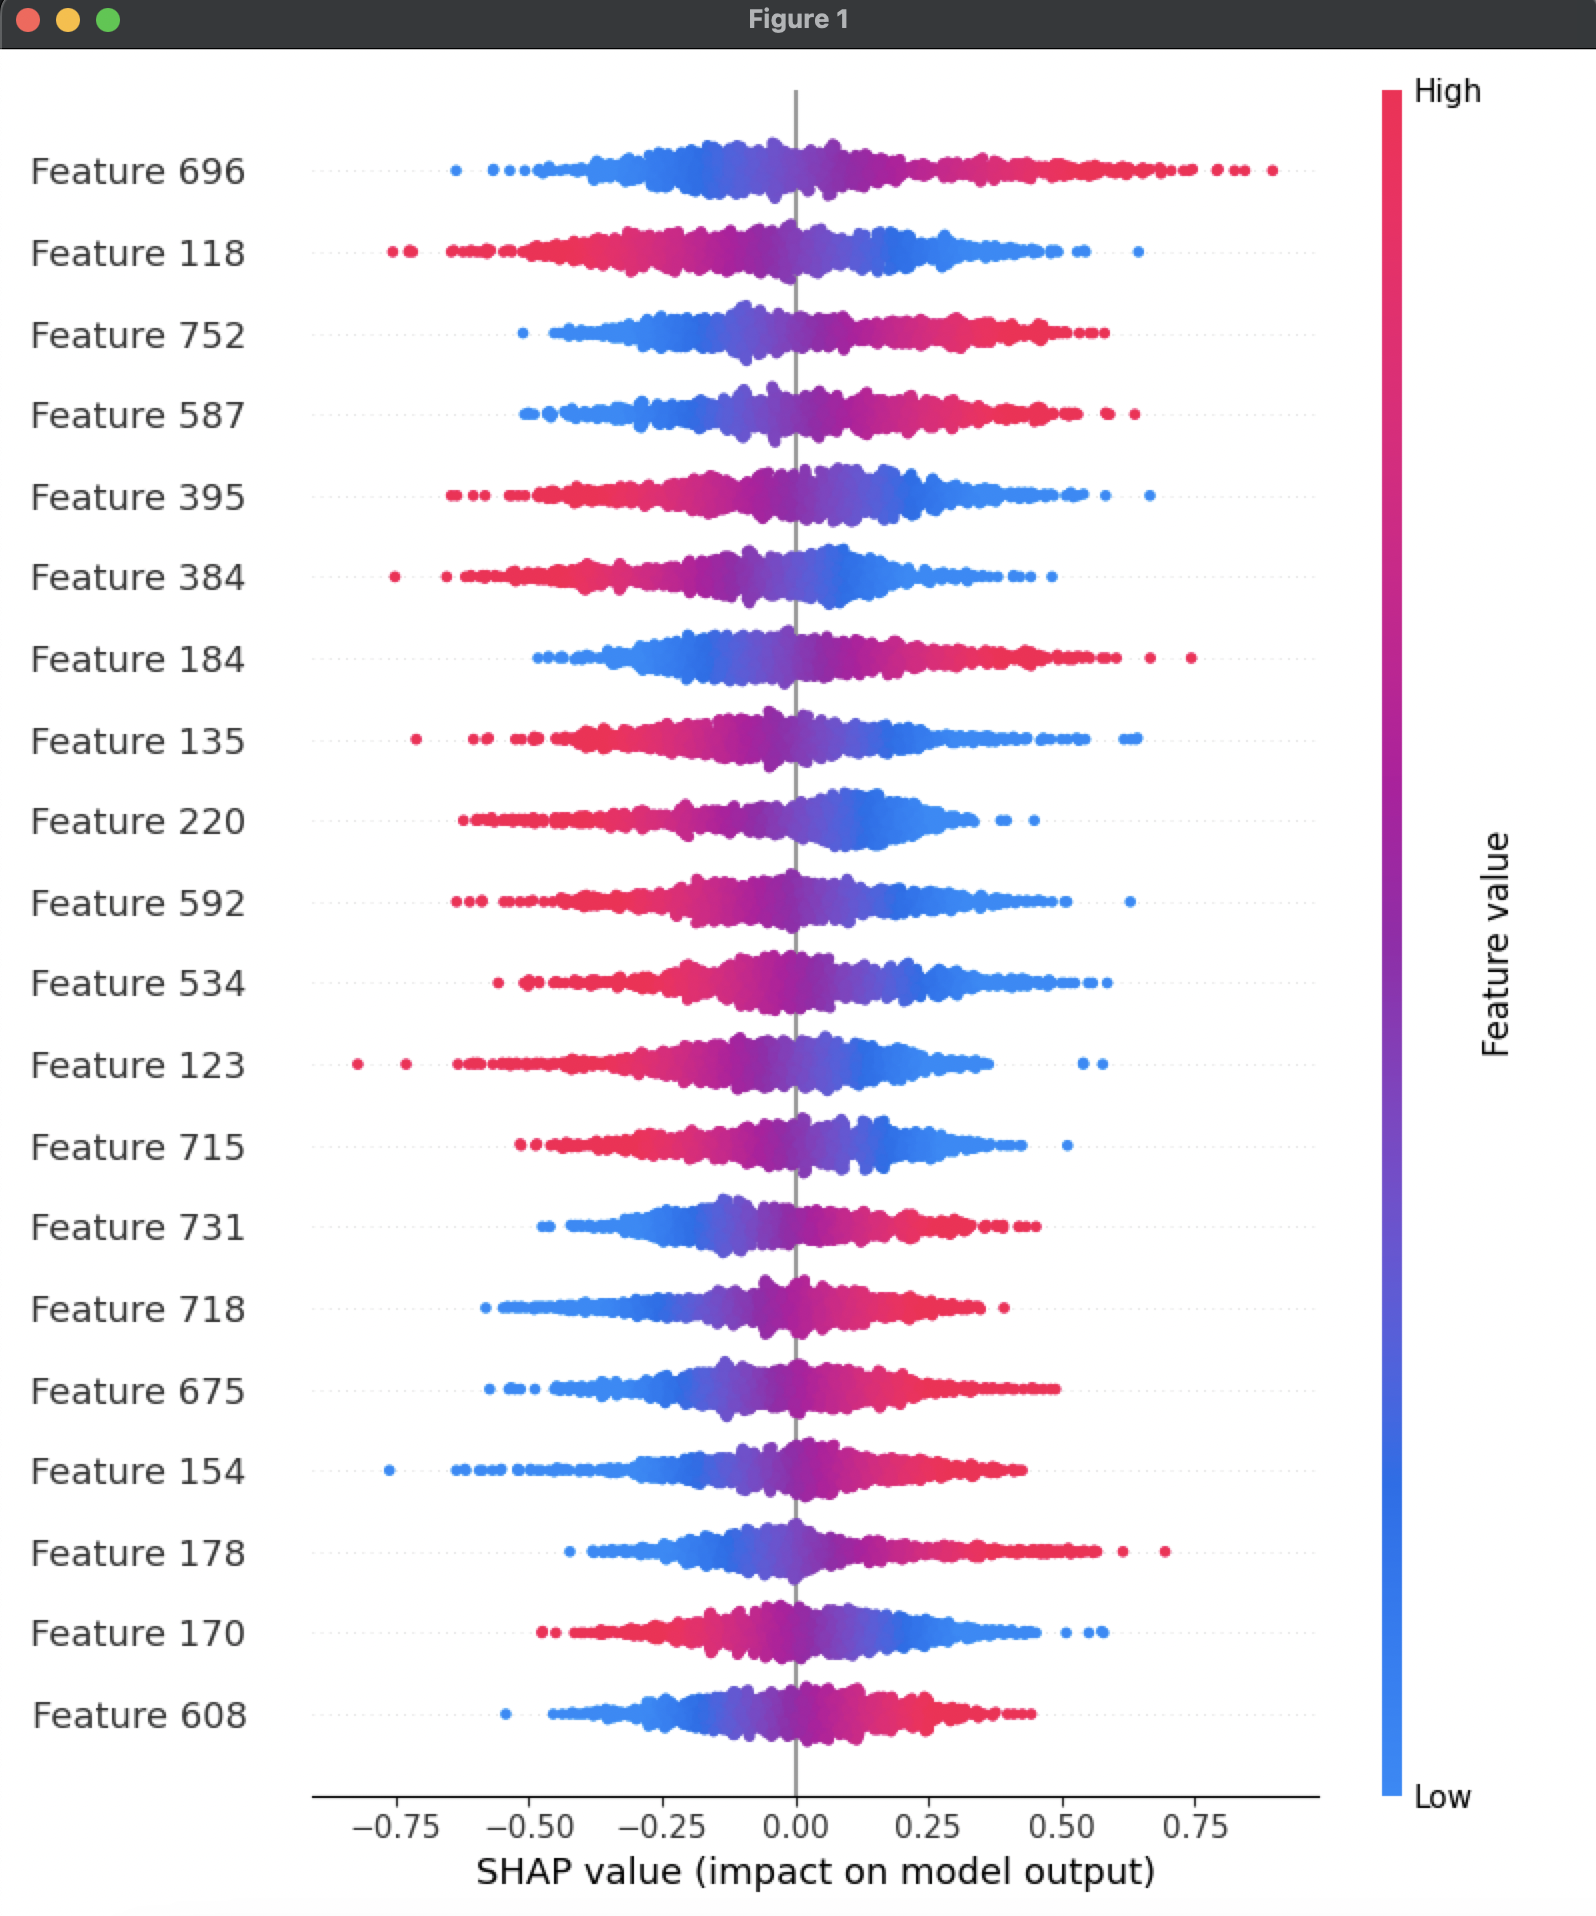 Figure 1
High
Feature 696
Feature 118
Feature 752
Feature 587
Feature 395
Feature 384
Feature 184
Feature 135
Feature 220
Feature 592
Feature 534
Feature 123
Feature 715
Feature 731
Feature 718
Feature 675
Feature 154
Feature 178
Feature 170
Feature 608
Feature value
Low
−0.75 −0.50 −0.25 0.00 0.25 0.50 0.75
SHAP value (impact on model output)